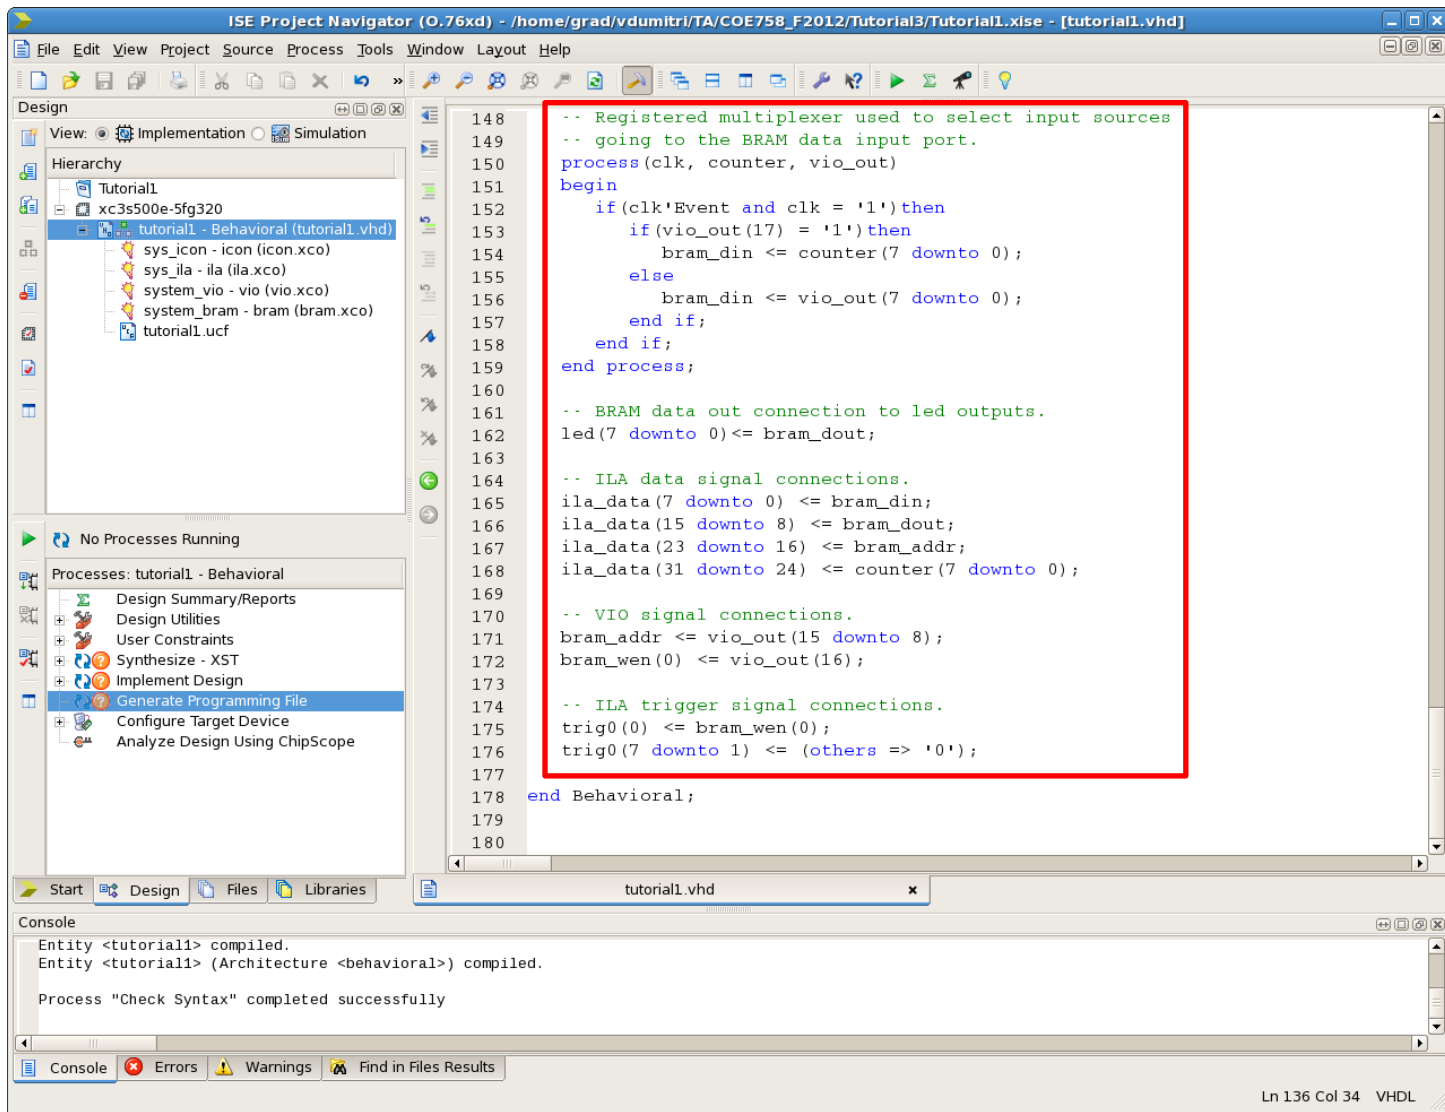 ISE Project Navigator (O.76xd) - /home/grad/vdumitri/TA/COE758_F2012/Tutorial3/Tutorial1.xise - [tutorial1.vhd]
File Edit View Project Source Process Tools Window Layout Help
»
Design
View: Implementation Simulation
Hierarchy
Tutorial1
xc3s500e-5fg320
tutorial1 - Behavioral (tutorial1.vhd)
sys_icon - icon (icon.xco)
sys_ila - ila (ila.xco)
system_vio - vio (vio.xco)
system_bram - bram (bram.xco)
tutorial1.ucf
No Processes Running
Processes: tutorial1 - Behavioral
Design Summary/Reports
Design Utilities
User Constraints
Synthesize - XST
Implement Design
Generate Programming File
Configure Target Device
Analyze Design Using ChipScope
Start Design Files Libraries
148 -- Registered multiplexer used to select input sources
149 -- going to the BRAM data input port.
150 process(clk, counter, vio_out)
151 begin
152 if(clk'Event and clk = '1')then
153 if(vio_out(17) = '1')then
154 bram_din <= counter(7 downto 0);
155 else
156 bram_din <= vio_out(7 downto 0);
157 end if;
158 end if;
159 end process;
160
161 -- BRAM data out connection to led outputs.
162 led(7 downto 0)<= bram_dout;
163
164 -- ILA data signal connections.
165 ila_data(7 downto 0) <= bram_din;
166 ila_data(15 downto 8) <= bram_dout;
167 ila_data(23 downto 16) <= bram_addr;
168 ila_data(31 downto 24) <= counter(7 downto 0);
169
170 -- VIO signal connections.
171 bram_addr <= vio_out(15 downto 8);
172 bram_wen(0) <= vio_out(16);
173
174 -- ILA trigger signal connections.
175 trig0(0) <= bram_wen(0);
176 trig0(7 downto 1) <= (others => '0');
177
178 end Behavioral;
179
180
tutorial1.vhd
Console
Entity <tutorial1> compiled.
Entity <tutorial1> (Architecture <behavioral>) compiled.
Process "Check Syntax" completed successfully
Console Errors Warnings Find in Files Results
Ln 136 Col 34 VHDL